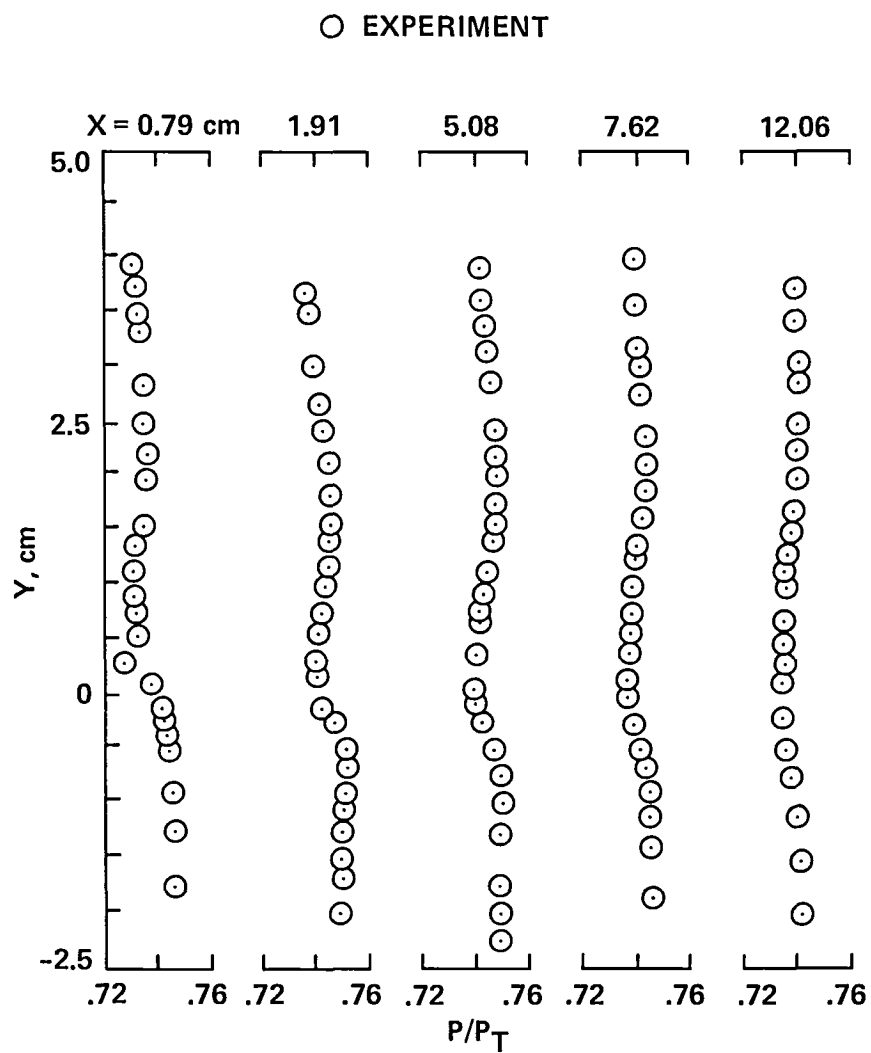 EXPERIMENT
X = 0.79 cm 1.91 5.08 7.62 12.06
5.0
2.5
Y, cm
0
-2.5
.72 .76 .72 .76 .72 .76 .72 .76 .72 .76
P/PT